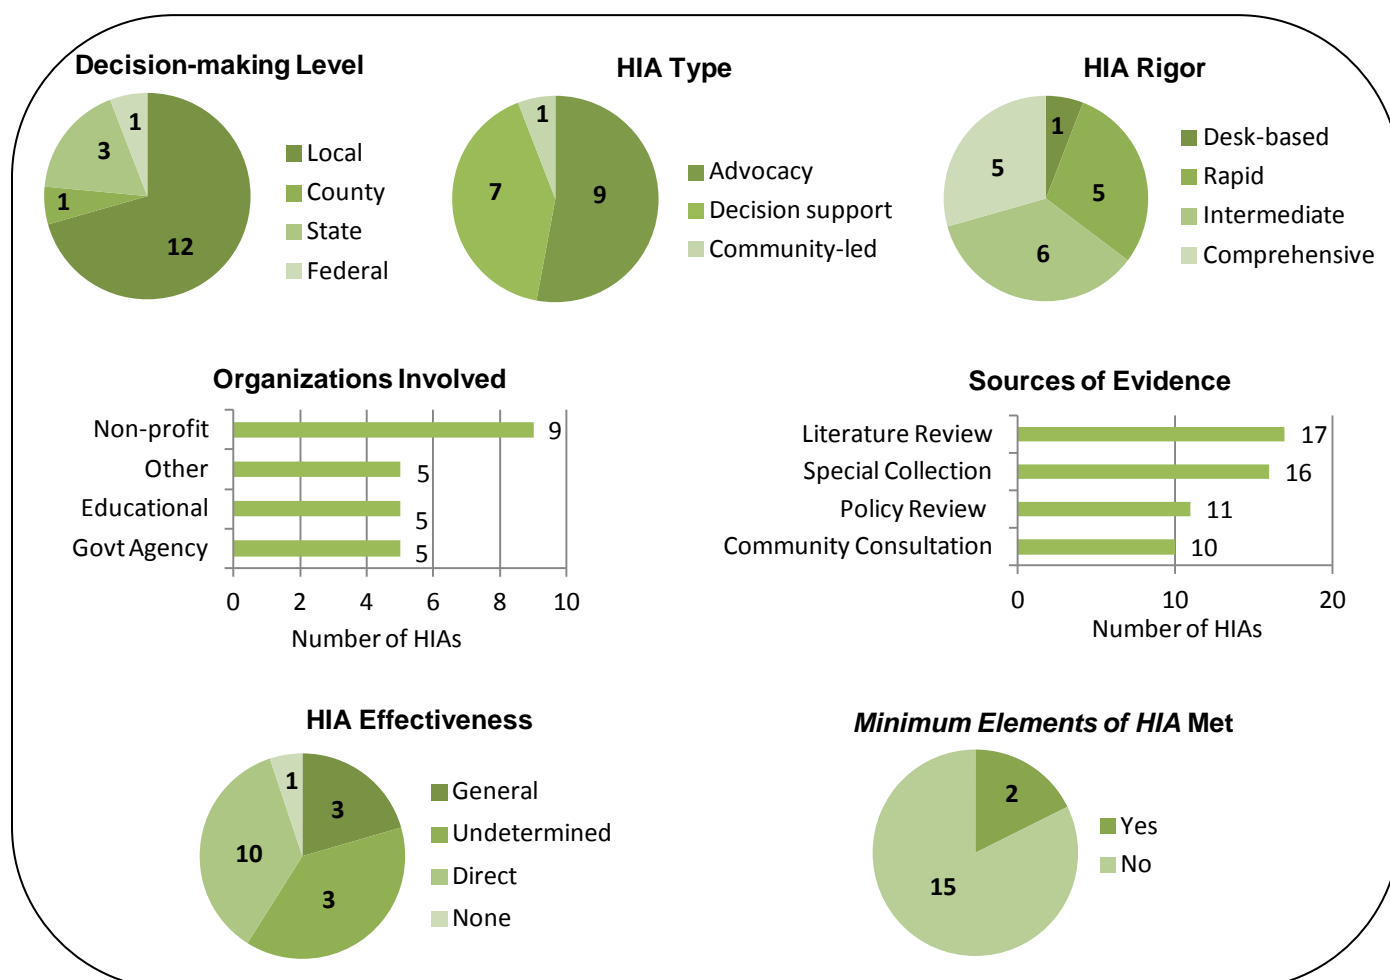 Decision-making Level
1
3
1
12
Local
County
State
Federal
HIA Type
1
7
9
Advocacy
Decision support
Community-led
HIA Rigor
1
5
5
6
Desk-based
Rapid
Intermediate
Comprehensive
Organizations Involved
Non-profit 9
Other 5
Educational 5
Govt Agency 5
0 2 4 6 8 10
Number of HIAs
Sources of Evidence
Literature Review 17
Special Collection 16
Policy Review 11
Community Consultation 10
0 10 20
Number of HIAs
HIA Effectiveness
1
3
10
3
General
Undetermined
Direct
None
Minimum Elements of HIA Met
2
15
Yes
No